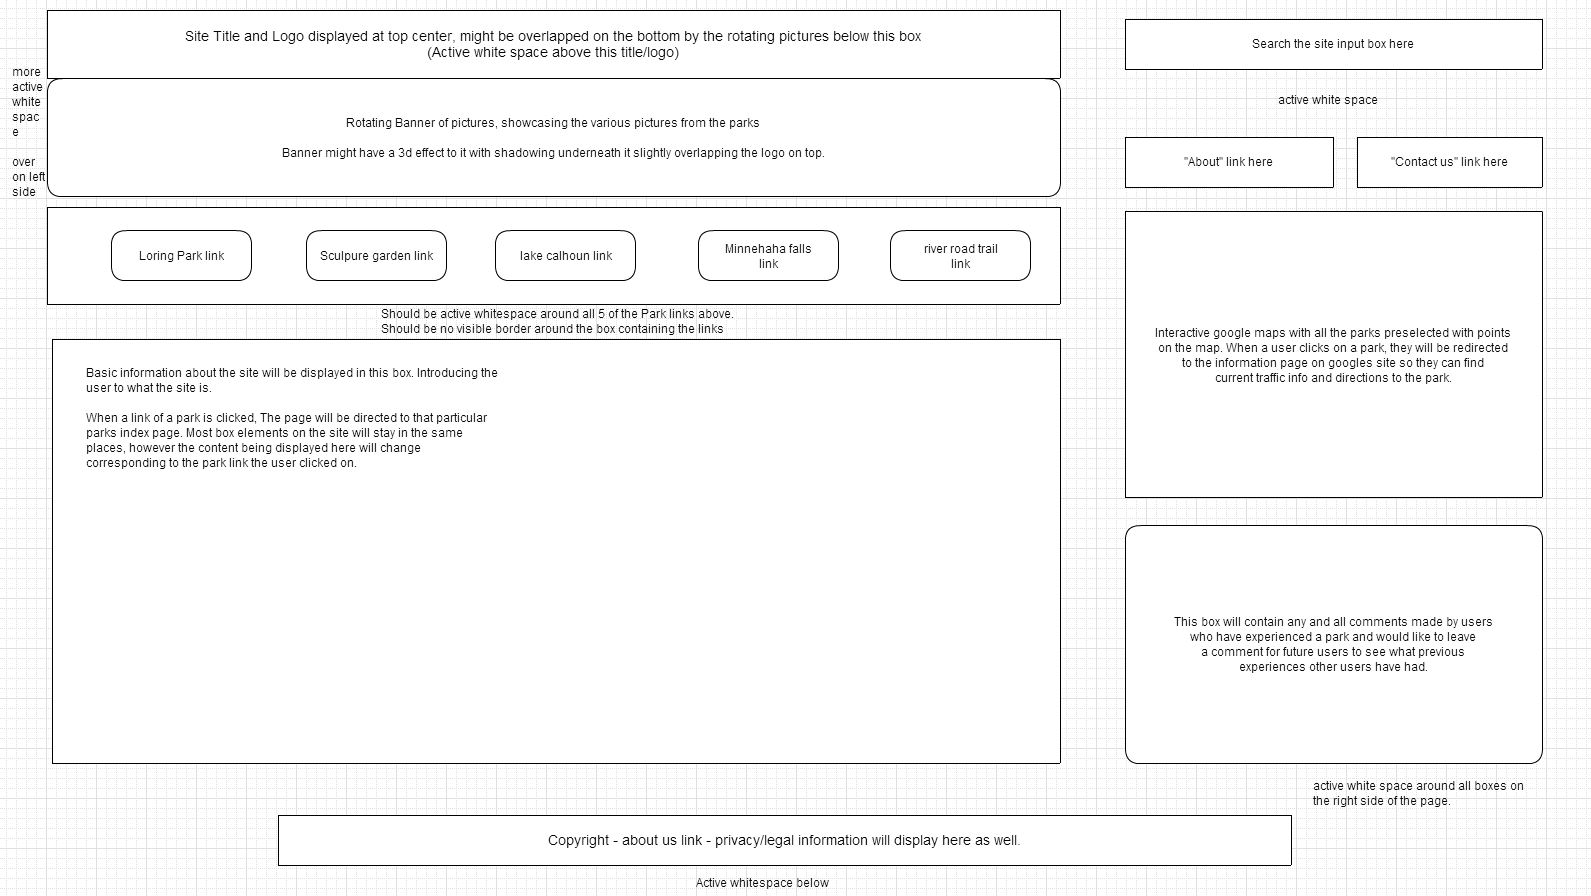 Site Title and Logo displayed at top center, might be overlapped on the bottom by the rotating pictures below this box
(Active white space above this title/logo)
more
active
white
spac
e
over
on left
side
Rotating Banner of pictures, showcasing the various pictures from the parks
Banner might have a 3d effect to it with shadowing underneath it slightly overlapping the logo on top.
Loring Park link
Sculpure garden link
lake calhoun link
Minnehaha falls
link
river road trail
link
Should be active whitespace around all 5 of the Park links above.
Should be no visible border around the box containing the links
Basic information about the site will be displayed in this box. Introducing the
user to what the site is.
When a link of a park is clicked, The page will be directed to that particular
parks index page. Most box elements on the site will stay in the same
places, however the content being displayed here will change
corresponding to the park link the user clicked on.
Search the site input box here
active white space
"About" link here
"Contact us" link here
Interactive google maps with all the parks preselected with points
on the map. When a user clicks on a park, they will be redirected
to the information page on googles site so they can find
current traffic info and directions to the park.
This box will contain any and all comments made by users
who have experienced a park and would like to leave
a comment for future users to see what previous
experiences other users have had.
active white space around all boxes on
the right side of the page.
Copyright - about us link - privacy/legal information will display here as well.
Active whitespace below